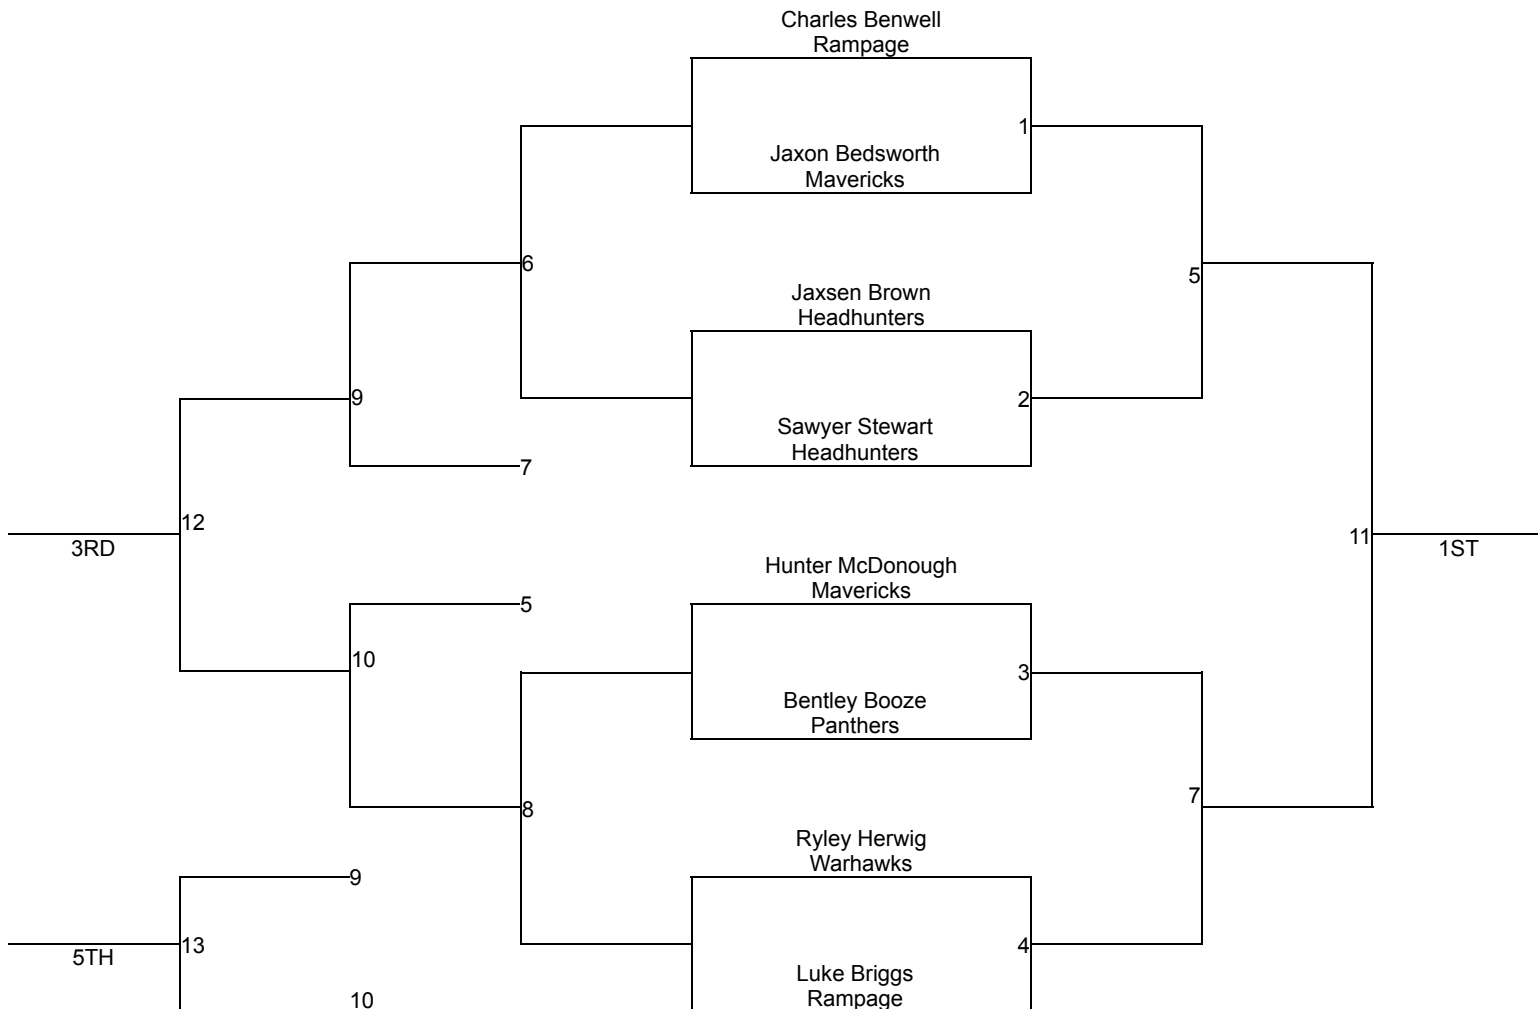 Charles Benwell
Rampage
1
Jaxon Bedsworth
Mavericks
6
5
Jaxsen Brown
Headhunters
9
2
Sawyer Stewart
Headhunters
7
12
3RD
11
1ST
Hunter McDonough
Mavericks
5
10
3
Bentley Booze
Panthers
8
7
Ryley Herwig
Warhawks
9
13
5TH
4
Luke Briggs
Rampage
10